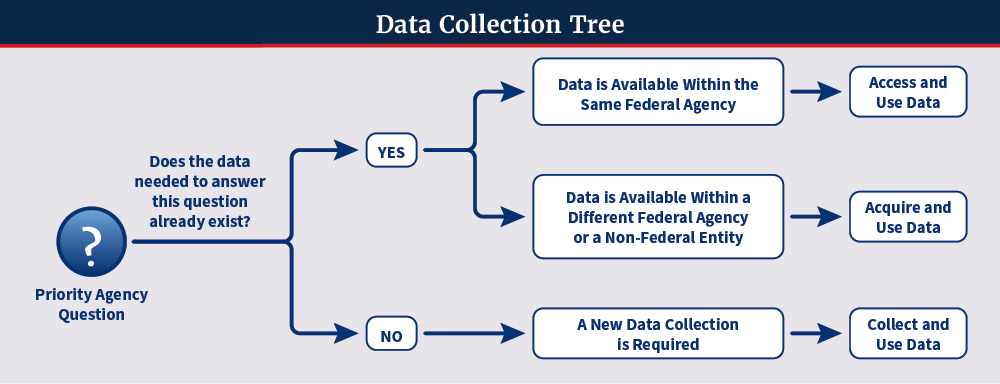 Data Collection Tree
?
Priority Agency
Question
Does the data
needed to answer
this question
already exist?
YES
Data is Available Within the
Same Federal Agency
Access and
Use Data
Data is Available Within a
Different Federal Agency
or a Non-Federal Entity
Acquire and
Use Data
NO
A New Data Collection
is Required
Collect and
Use Data